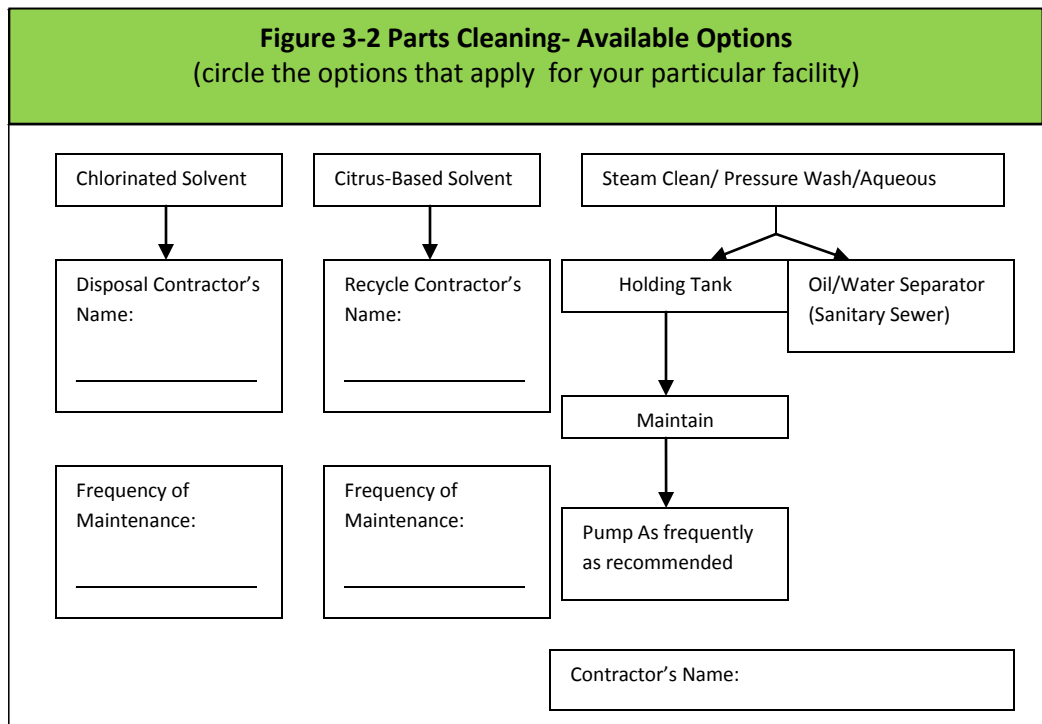 Figure 3-2 Parts Cleaning- Available Options
(circle the options that apply for your particular facility)
Chlorinated Solvent
Citrus-Based Solvent
Steam Clean/ Pressure Wash/Aqueous
Disposal Contractor's
Name:
Recycle Contractor's
Name:
Holding Tank
Oil/Water Separator
(Sanitary Sewer)
Maintain
Frequency of
Maintenance:
Frequency of
Maintenance:
Pump As frequently
as recommended
Contractor's Name: